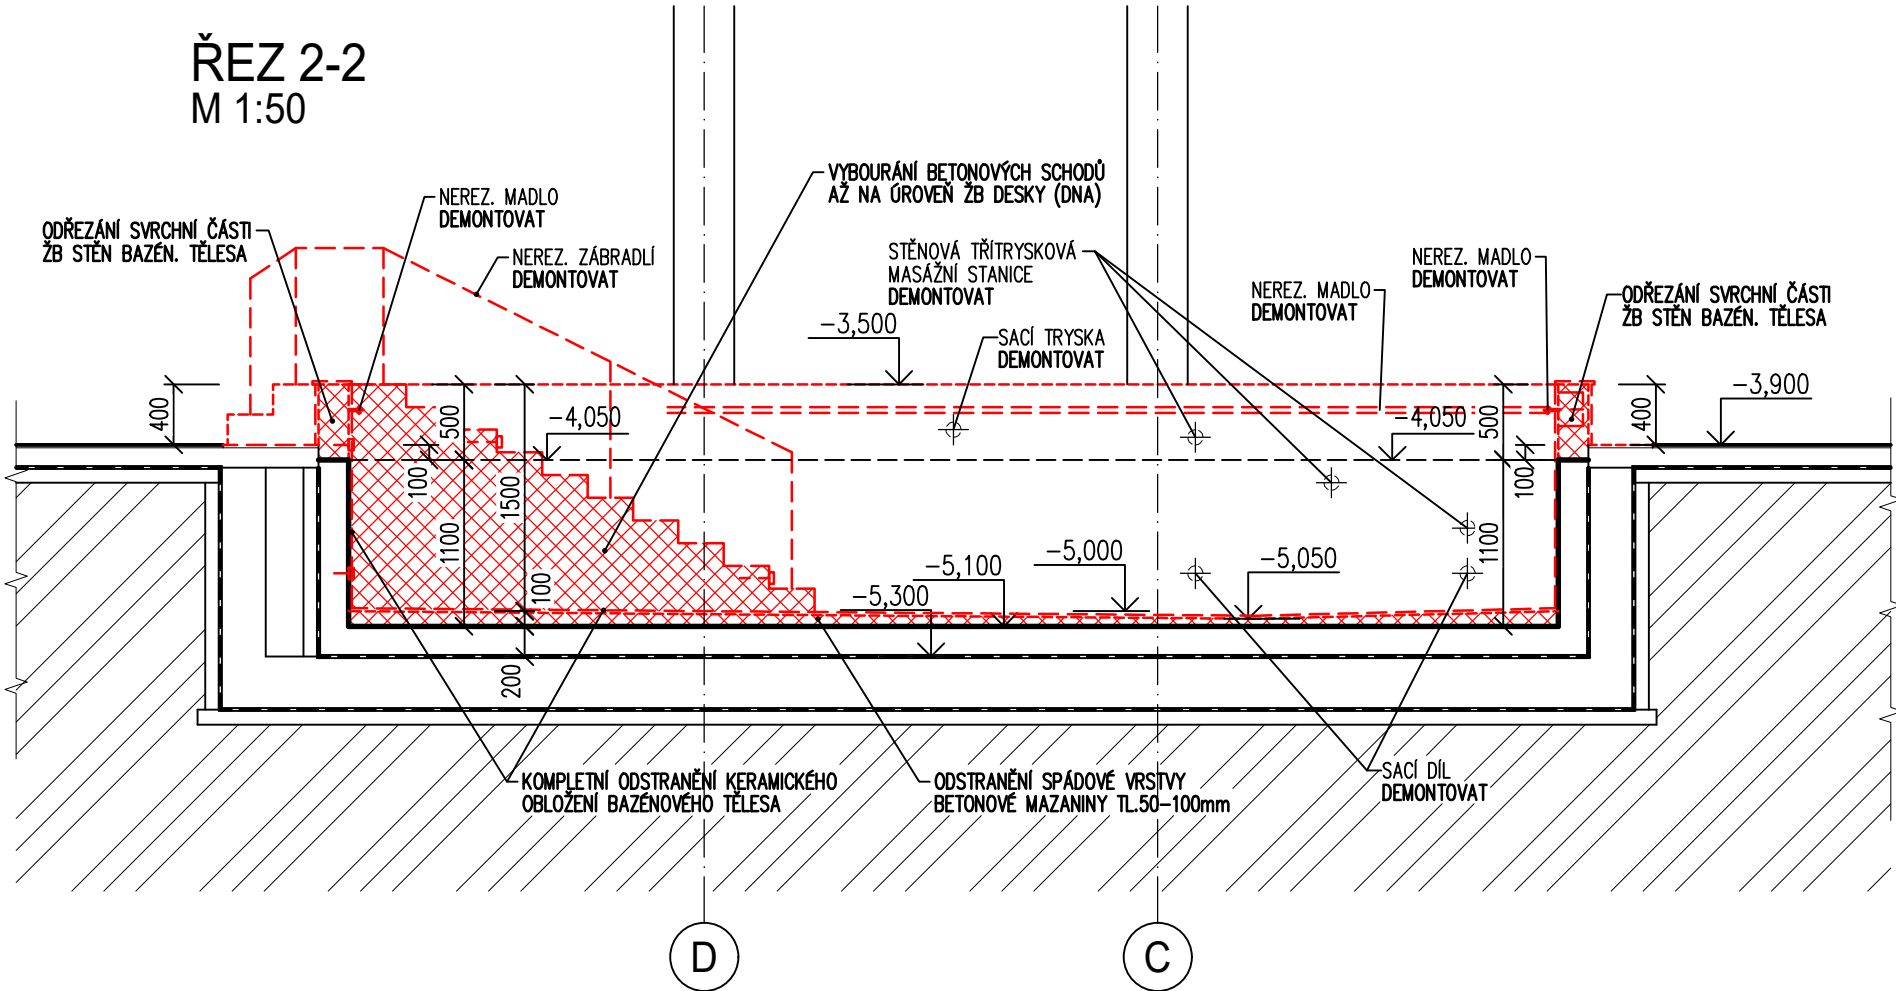 ŘEZ 2-2
M 1:50
VYBOURÁNÍ BETONOVÝCH SCHODŮ
AŽ NA ÚROVEŇ ŽB DESKY (DNA)
NEREZ. MADLO
DEMONTOVAT
ODŘEZÁNÍ SVRCHNÍ ČÁSTI
ŽB STĚN BAZÉN. TĚLESA
NEREZ. ZÁBRADLÍ
DEMONTOVAT
STĚNOVÁ TŘÍTRYSKOVÁ
MASÁŽNÍ STANICE
DEMONTOVAT
NEREZ. MADLO
DEMONTOVAT
NEREZ. MADLO
DEMONTOVAT
ODŘEZÁNÍ SVRCHNÍ ČÁSTI
ŽB STĚN BAZÉN. TĚLESA
SACÍ TRYSKA
DEMONTOVAT
-3,500
-3,900
-4,050
-4,050
400
500
100
1500
1100
100
200
500
400
100
1100
-5,100
-5,000
-5,050
-5,300
KOMPLETNÍ ODSTRANĚNÍ KERAMICKÉHO
OBLOŽENÍ BAZÉNOVÉHO TĚLESA
ODSTRANĚNÍ SPÁDOVÉ VRSTVY
BETONOVÉ MAZANINY TL.50-100mm
SACÍ DÍL
DEMONTOVAT
D
C